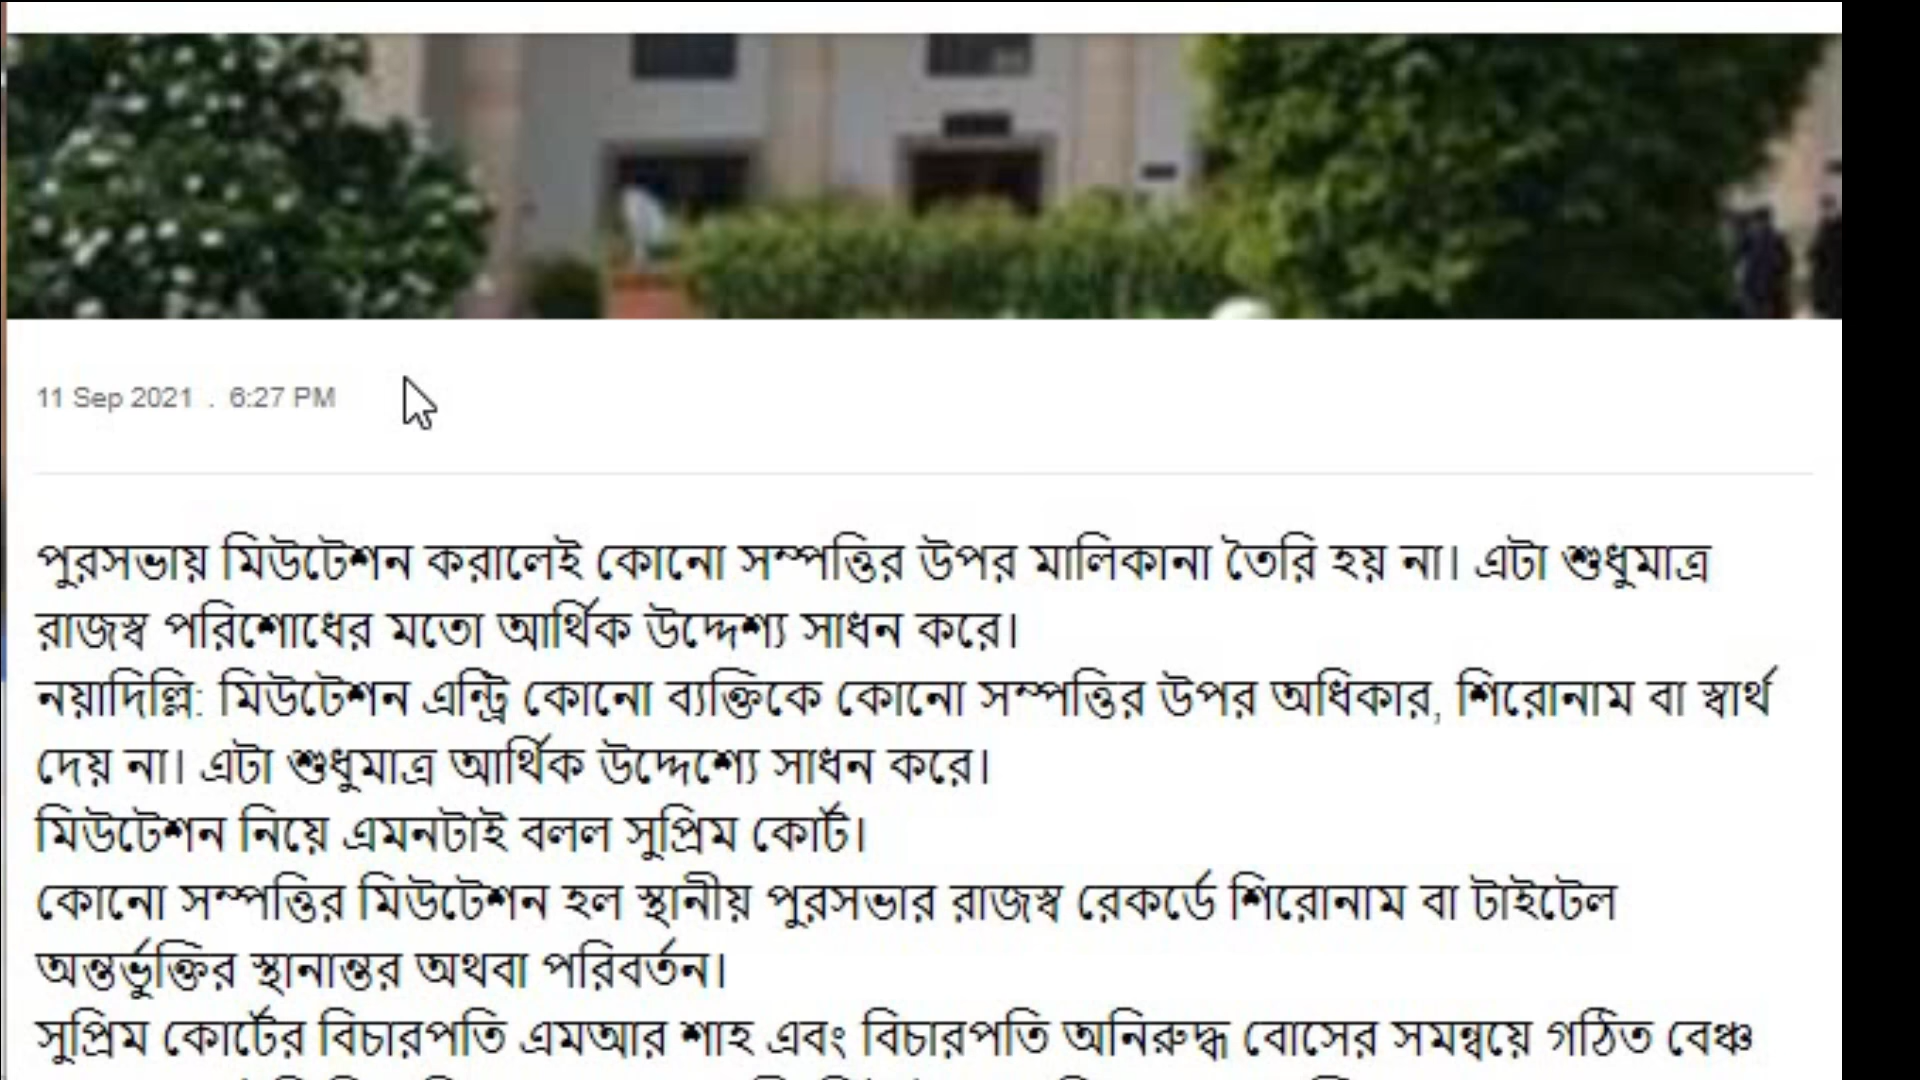 11 Sep 2021 . 6:27 PM
পুরসভায় মিউটেশন করালেই কোনো সম্পত্তির উপর মালিকানা তৈরি হয় না। এটা শুধুমাত্র
রাজস্ব পরিশোধের মতো আর্থিক উদ্দেশ্য সাধন করে।
নয়াদিল্লি: মিউটেশন এন্ট্রি কোনো ব্যক্তিকে কোনো সম্পত্তির উপর অধিকার, শিরোনাম বা স্বার্থ
দেয় না। এটা শুধুমাত্র আর্থিক উদ্দেশ্যে সাধন করে।
মিউটেশন নিয়ে এমনটাই বলল সুপ্রিম কোর্ট।
কোনো সম্পত্তির মিউটেশন হল স্থানীয় পুরসভার রাজস্ব রেকর্ডে শিরোনাম বা টাইটেল
অন্তর্ভুক্তির স্থানান্তর অথবা পরিবর্তন।
সুপ্রিম কোর্টের বিচারপতি এমআর শাহ এবং বিচারপতি অনিরুদ্ধ বোসের সমন্বয়ে গঠিত বেঞ্চ